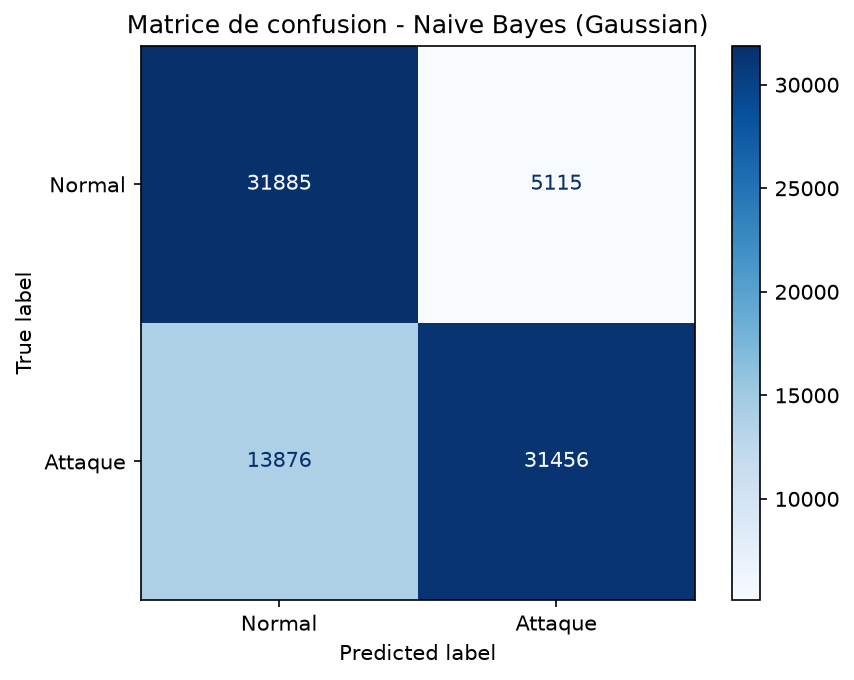 Matrice de confusion - Naive Bayes (Gaussian)
Normal
31885
5115
Attaque
13876
31456
Normal
Attaque
Predicted label
True label
30000
25000
20000
15000
10000